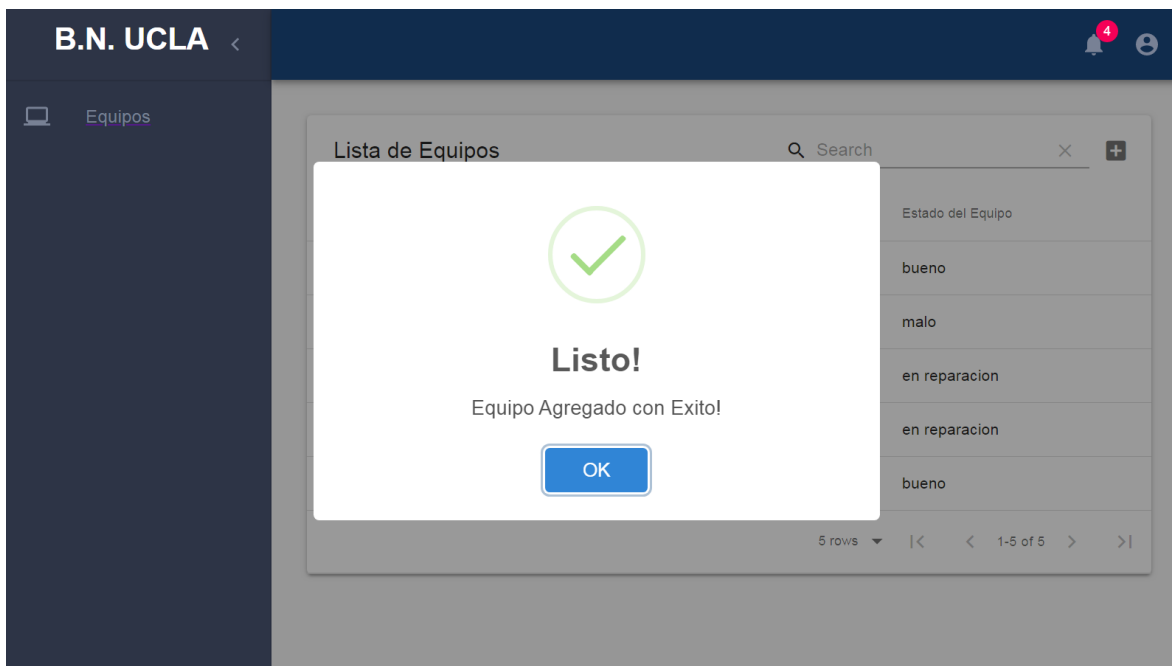 B.N. UCLA
4
Equipos
Lista de Equipos
Search
Estado del Equipo
bueno
malo
en reparacion
en reparacion
bueno
Listo!
Equipo Agregado con Exito!
OK
5 rows
1-5 of 5